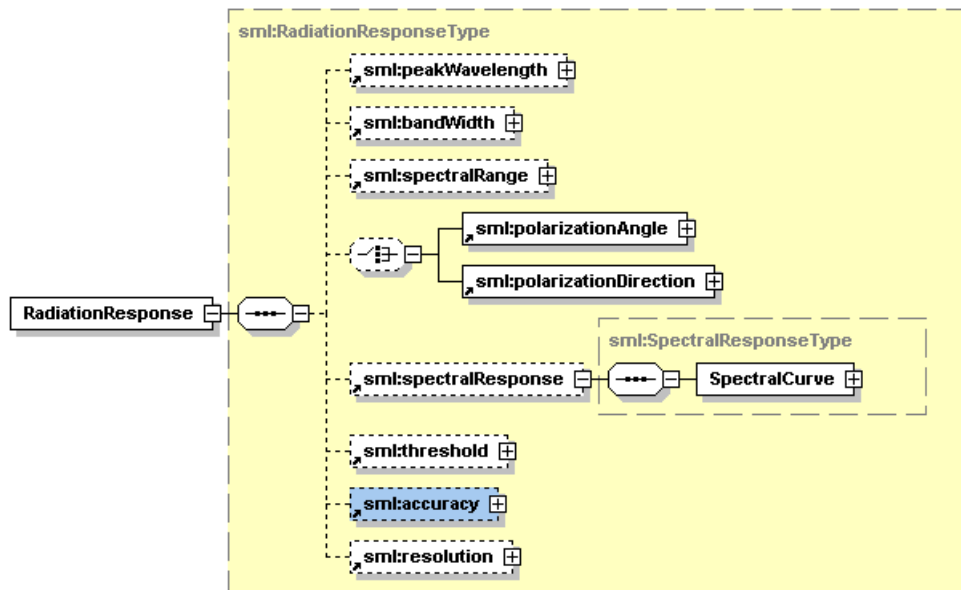 sml:RadiationResponseType
sml:peakWavelength
sml:bandWidth
sml:spectralRange
sml:polarizationAngle
sml:polarizationDirection
RadiationResponse
sml:SpectralResponseType
sml:spectralResponse
SpectralCurve
sml:threshold
sml:accuracy
sml:resolution